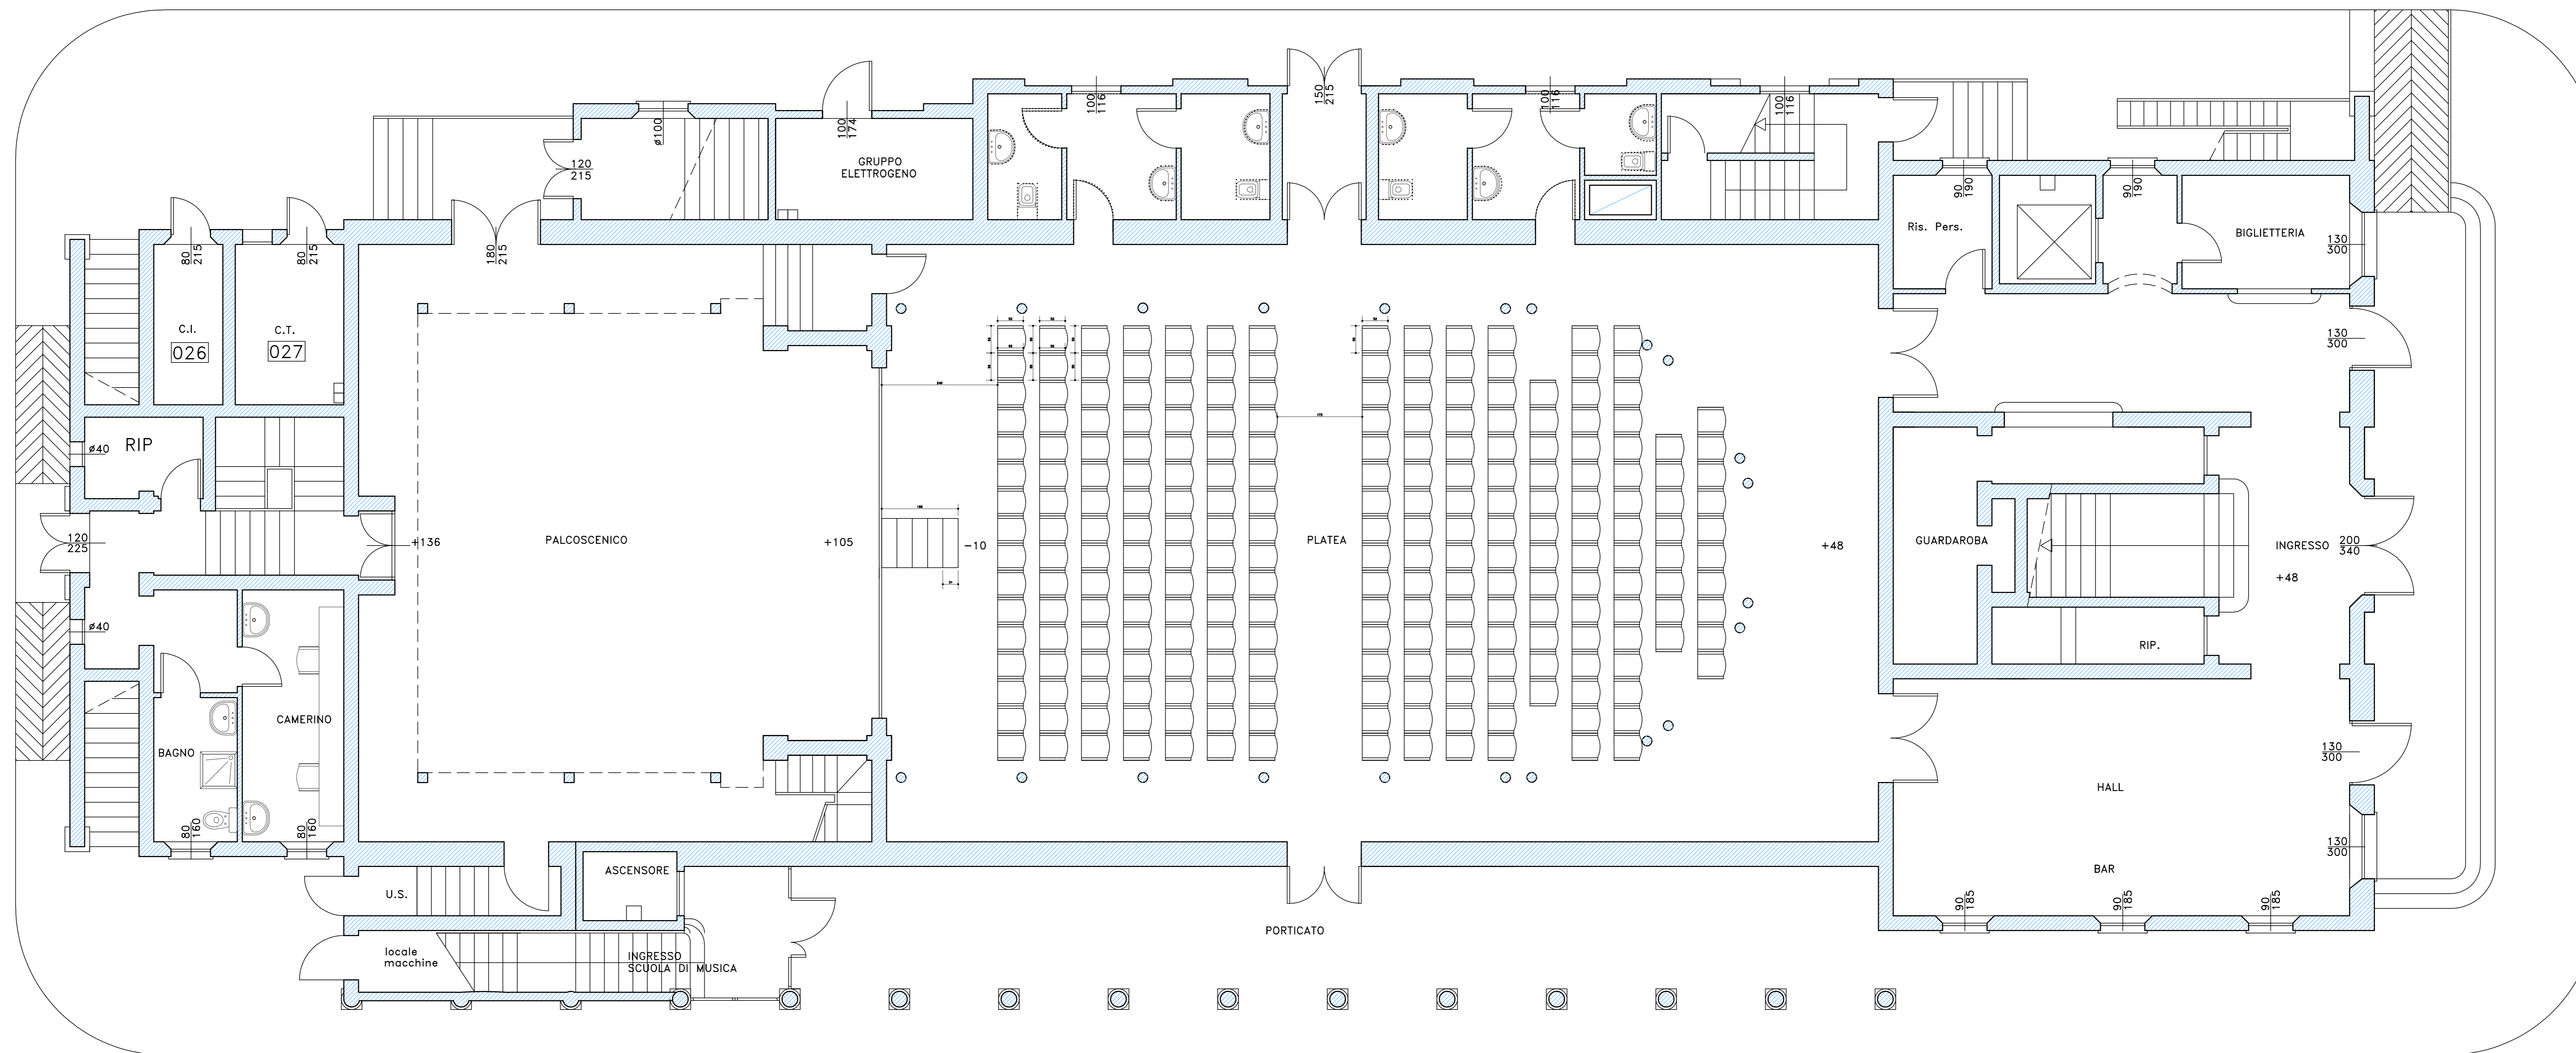 100
116
150
215
100
116
100
116
ø100
100
174
120
215
GRUPPO
ELETTROGENO
90
190
90
190
Ris. Pers.
BIGLIETTERIA
130
300
80
215
80
215
180
215
C.I.
026
C.T.
027
130
300
RIP
ø40
120
225
+136
PALCOSCENICO
+105
-10
PLATEA
+48
GUARDAROBA
INGRESSO
200
340
+48
ø40
RIP.
CAMERINO
BAGNO
130
300
HALL
80
160
80
160
130
300
ASCENSORE
BAR
U.S.
90
185
90
185
90
185
PORTICATO
locale
macchine
INGRESSO
SCUOLA DI MUSICA